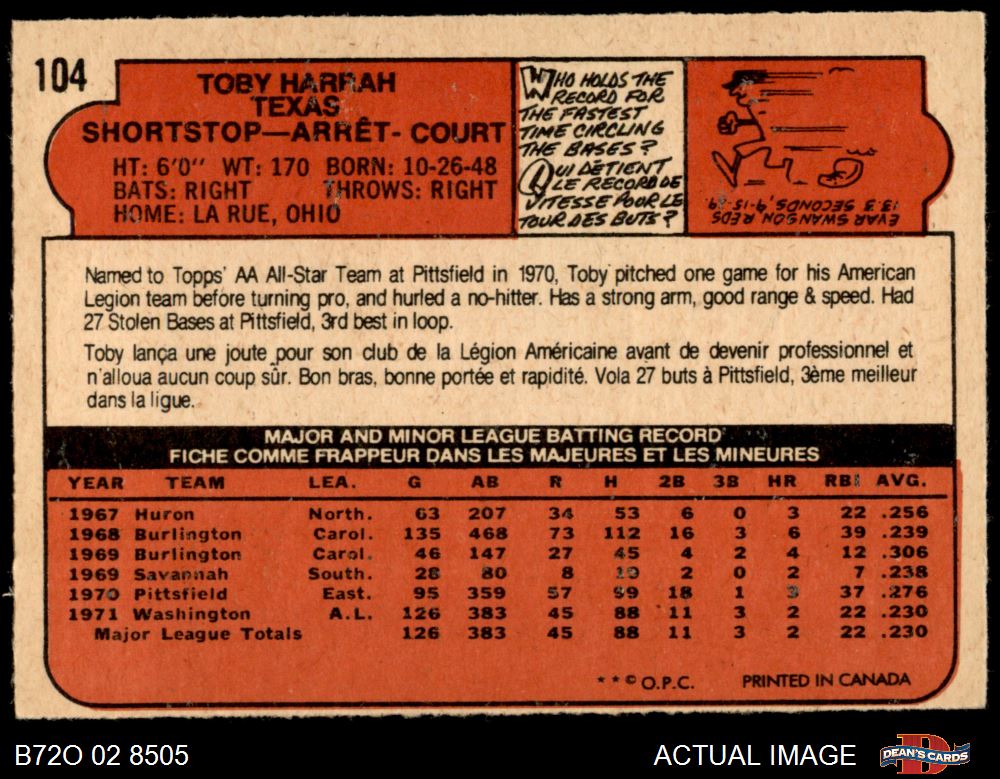 104
TOBY HARRAH
TEXAS
SHORTSTOP—ARRÊT- COURT
HT: 6'0'' WT: 170 BORN: 10-26-48
BATS: RIGHT THROWS: RIGHT
HOME: LA RUE, OHIO
WHO HOLDS THE
RECORD FOR
THE FASTEST
TIME CIRCLING
THE BASES?
QUI DÉTIENT
LE RECORD DE
VITESSE POUR LE
TOUR DES BUTS?
EVAR SWANSON REDS
13.3 SECONDS, 9-15-29
Named to Topps' AA All-Star Team at Pittsfield in 1970, Toby pitched one game for his American
Legion team before turning pro, and hurled a no-hitter. Has a strong arm, good range & speed. Had
27 Stolen Bases at Pittsfield, 3rd best in loop.
Toby lança une joute pour son club de la Légion Américaine avant de devenir professionnel et
n'alloua aucun coup sûr. Bon bras, bonne portée et rapidité. Vola 27 buts à Pittsfield, 3ème meilleur
dans la ligue.
MAJOR AND MINOR LEAGUE BATTING RECORD
FICHE COMME FRAPPEUR DANS LES MAJEURES ET LES MINEURES
YEAR TEAM LEA. G AB R H 2B 3B HR RBI AVG.
1967 Huron North. 63 207 34 53 6 0 3 22 .256
1968 Burlington Carol. 135 468 73 112 16 3 6 39 .239
1969 Burlington Carol. 46 147 27 45 4 2 4 12 .306
1969 Savannah South. 28 80 8 19 2 0 2 7 .238
1970 Pittsfield East. 95 359 57 99 18 1 3 37 .276
1971 Washington A.L. 126 383 45 88 11 3 2 22 .230
Major League Totals 126 383 45 88 11 3 2 22 .230
**© O.P.C. PRINTED IN CANADA
B72O 02 8505
ACTUAL IMAGE
DEAN'S CARDS